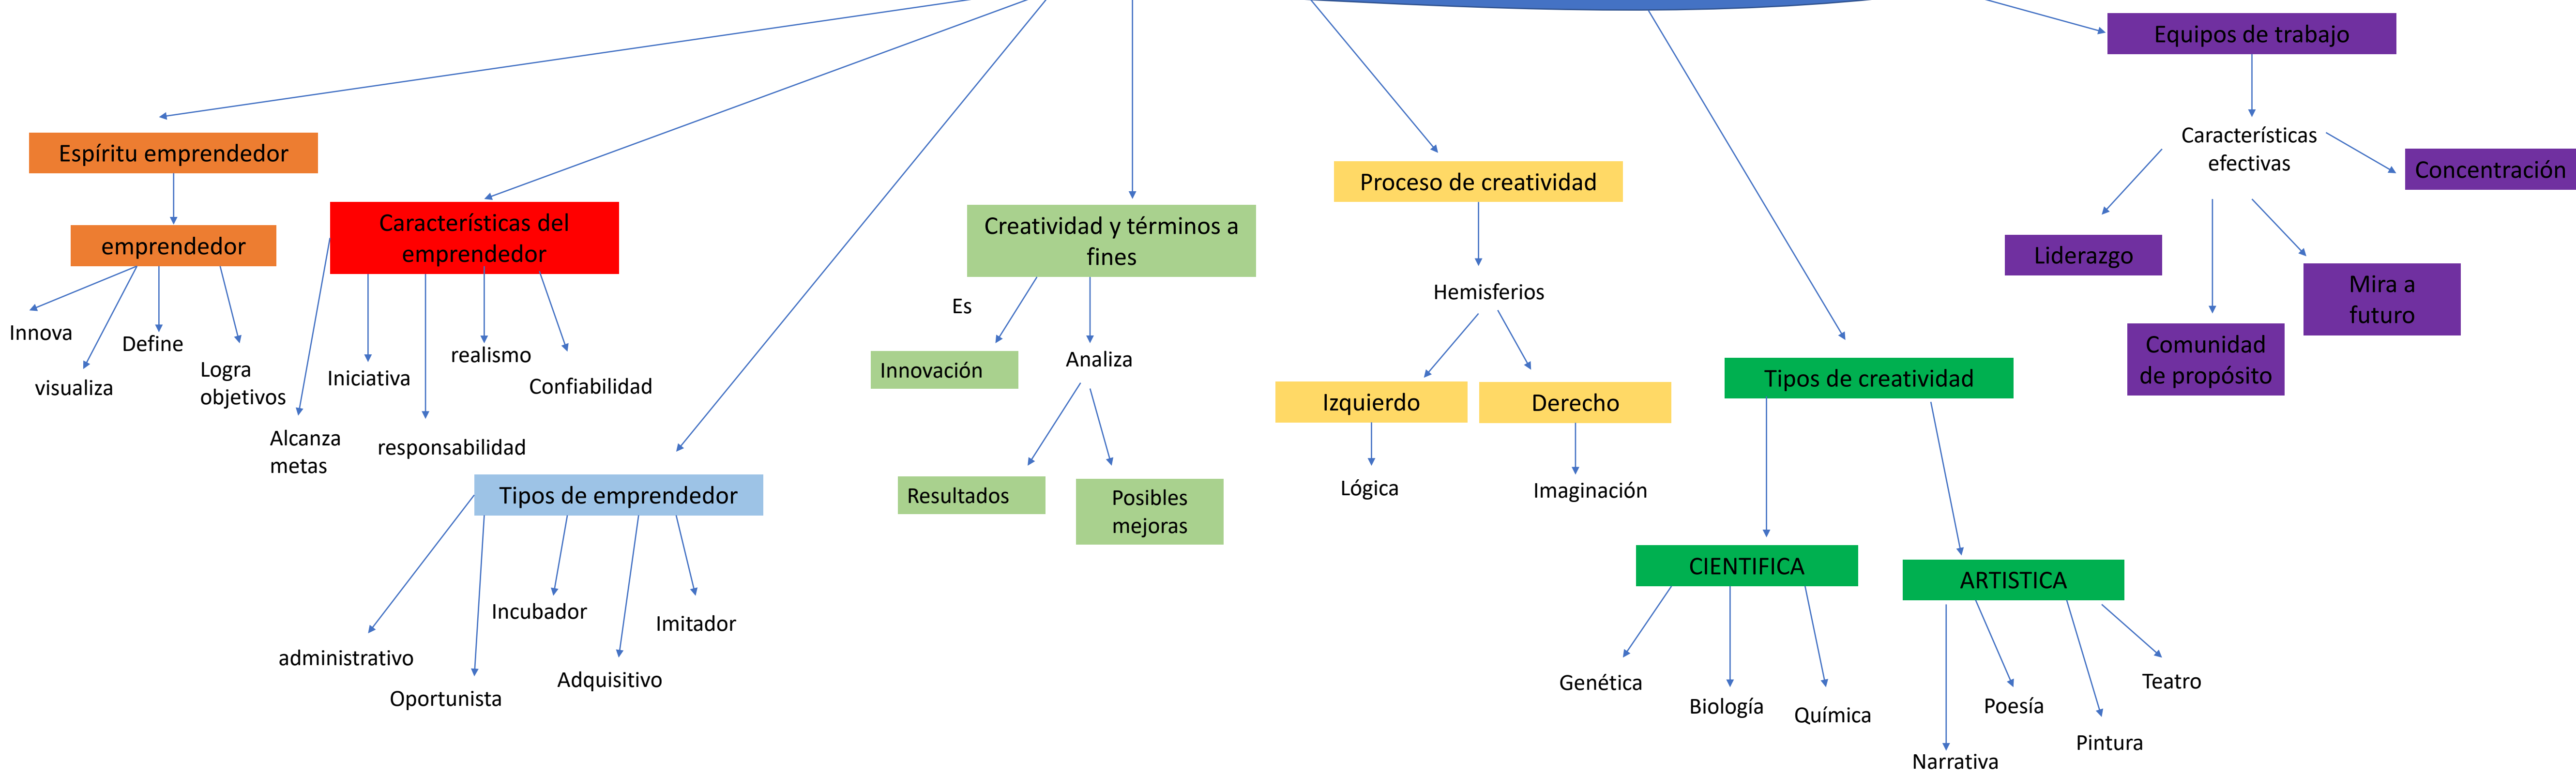 Equipos de trabajo
Características
efectivas
Concentración
Liderazgo
Mira a
futuro
Comunidad
de propósito
Espíritu emprendedor
emprendedor
Innova
visualiza
Define
Logra
objetivos
Características del
emprendedor
Alcanza
metas
Iniciativa
responsabilidad
realismo
Confiabilidad
Tipos de emprendedor
administrativo
Oportunista
Incubador
Adquisitivo
Imitador
Creatividad y términos a
fines
Es
Innovación
Analiza
Resultados
Posibles
mejoras
Proceso de creatividad
Hemisferios
Izquierdo
Derecho
Lógica
Imaginación
Tipos de creatividad
CIENTIFICA
Genética
Biología
Química
ARTISTICA
Narrativa
Poesía
Pintura
Teatro